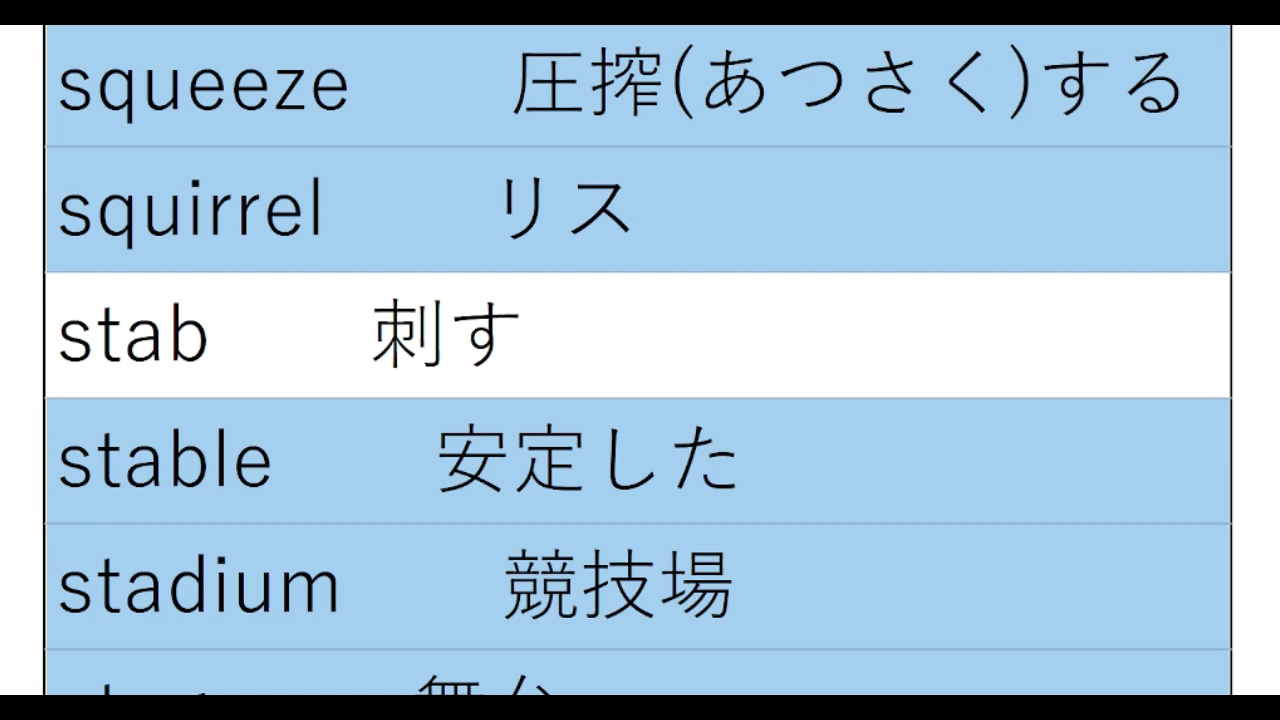 squeeze 圧搾(あつさく)する
squirrel リス
stab 刺す
stable 安定した
stadium 競技場